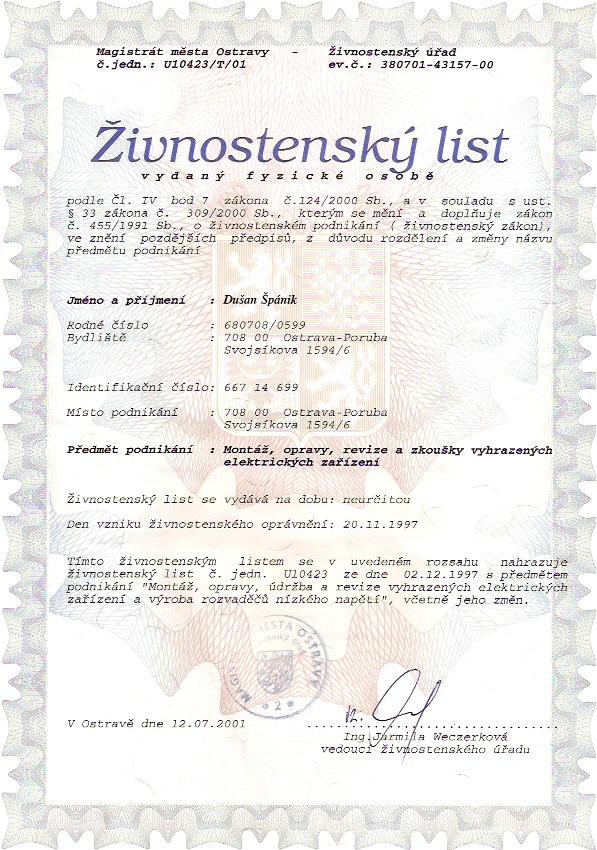 Magistrát města Ostravy - Živnostenský úřad
č.jedn.: U10423/T/01 ev.č.: 380701-43157-00
Živnostenský list
vydaný fyzické osobě
podle Čl. IV bod 7 zákona č.124/2000 Sb., a v souladu s ust.
§ 33 zákona č. 309/2000 Sb., kterým se mění a doplňuje zákon
č. 455/1991 Sb., o živnostenském podnikání ( živnostenský zákon),
ve znění pozdějších předpisů, z důvodu rozdělení a změny názvu
předmětu podnikání
Jméno a příjmení : Dušan Špánik
Rodné číslo : 680708/0599
Bydliště : 708 00 Ostrava-Poruba
Svojsíkova 1594/6
Identifikační číslo: 667 14 699
Místo podnikání : 708 00 Ostrava-Poruba
Svojsíkova 1594/6
Předmět podnikání : Montáž, opravy, revize a zkoušky vyhrazených
elektrických zařízení
Živnostenský list se vydává na dobu: neurčitou
Den vzniku živnostenského oprávnění: 20.11.1997
Tímto živnostenským listem se v uvedeném rozsahu nahrazuje
živnostenský list č. jedn. U10423 ze dne 02.12.1997 s předmětem
podnikání "Montáž, opravy, údržba a revize vyhrazených elektrických
zařízení a výroba rozvaděčů nízkého napětí", včetně jeho změn.
MĚSTA OSTRAVY
2
V Ostravě dne 12.07.2001
Ing.Jarmila Weczerková
vedoucí živnostenského úřadu